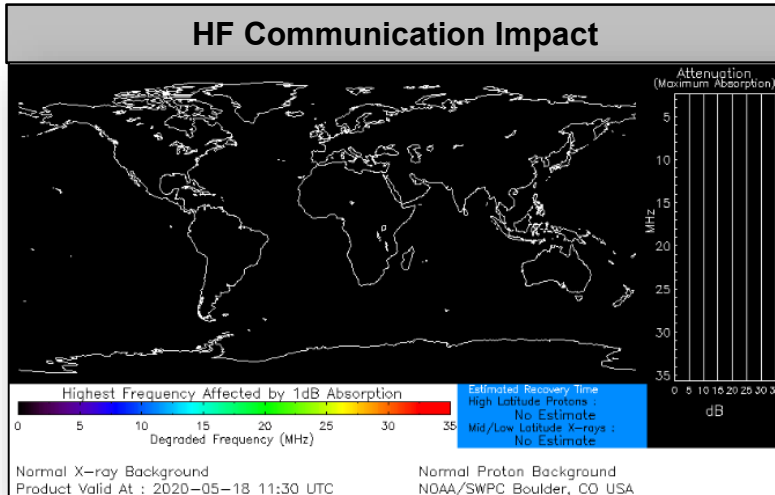 HF Communication Impact
Attenuation
(Maximum Absorption)
5
10
15
20
25
30
35
MHz
0 5 10 15 20 25 30
dB
Highest Frequency Affected by 1dB Absorption
0 5 10 15 20 25 30 35
Degraded Frequency (MHz)
Estimated Recovery Time
High Latitude Protons :
No Estimate
Mid/Low Latitude X-rays :
No Estimate
Normal X-ray Background
Normal Proton Background
Product Valid At : 2020-05-18 11:30 UTC
NOAA/SWPC Boulder, CO USA